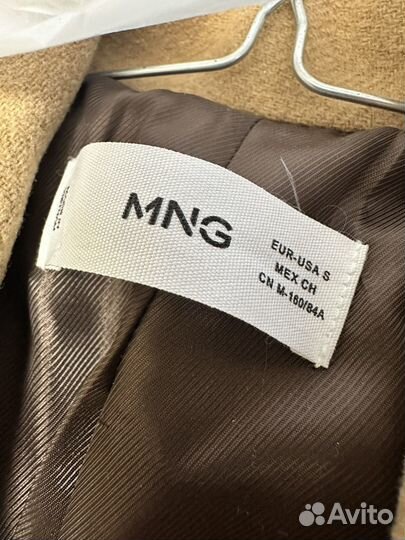 MNG
EUR-USA S
MEX CH
CN M-160/84A
Avito